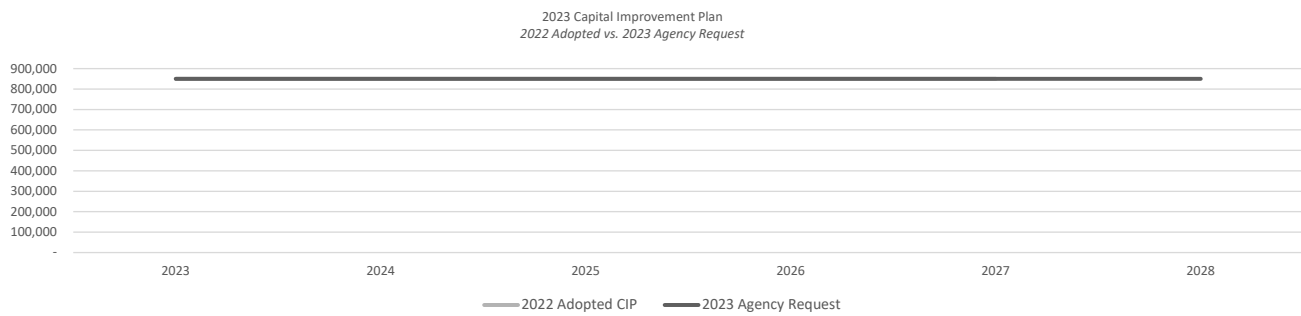 2023 Capital Improvement Plan
2022 Adopted vs. 2023 Agency Request
900,000
800,000
700,000
600,000
500,000
400,000
300,000
200,000
100,000
-
2023 2024 2025 2026 2027 2028
2022 Adopted CIP 2023 Agency Request